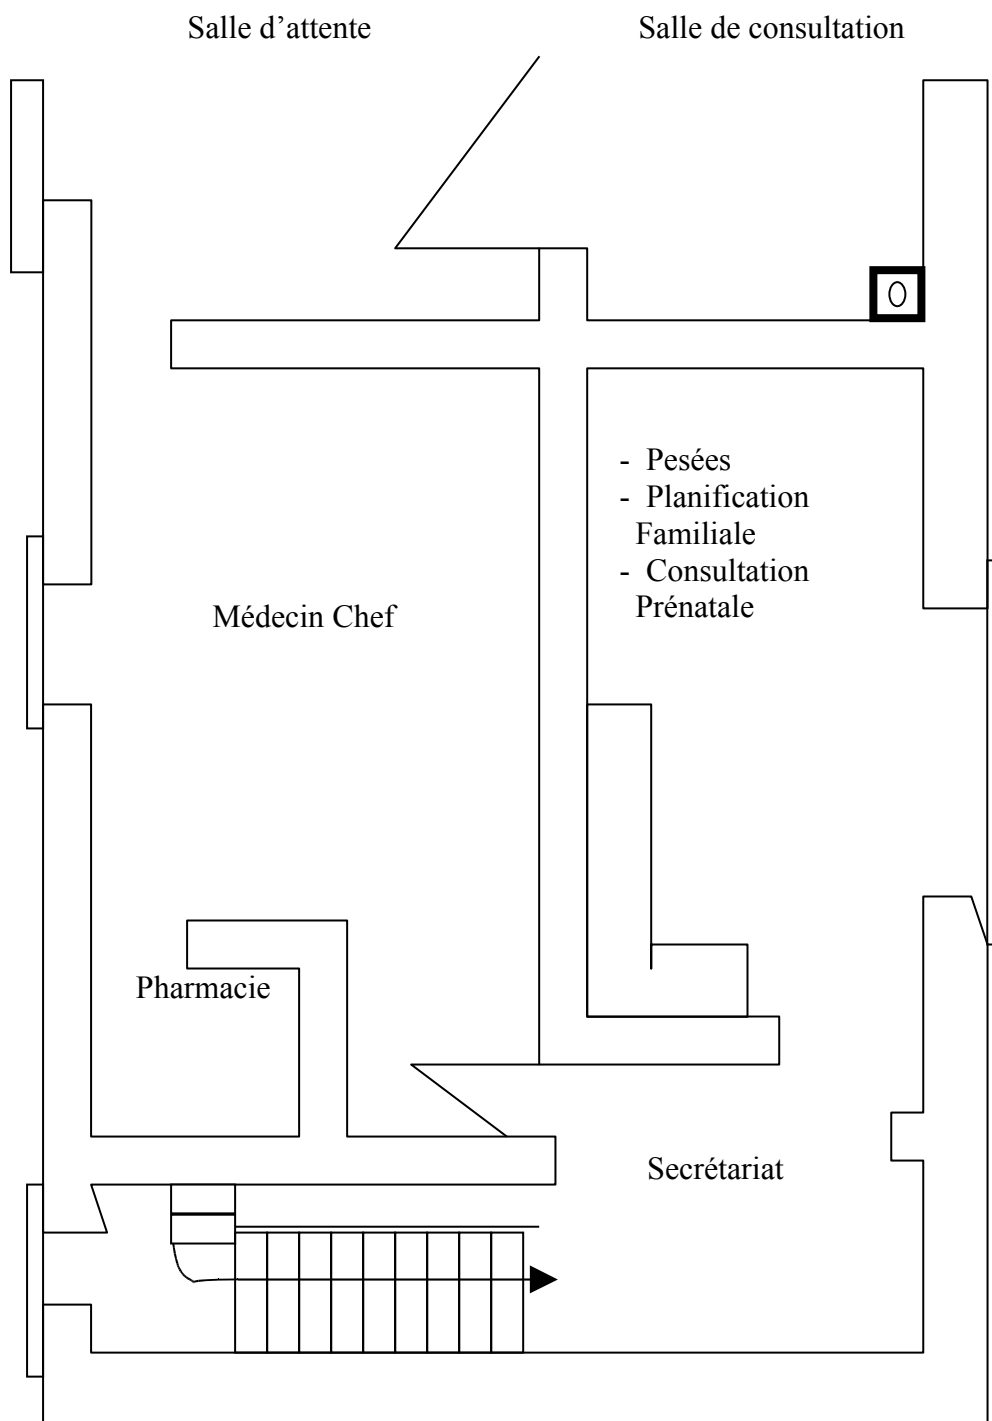 Salle d’attente
Salle de consultation
- Pesées
- Planification
Familiale
- Consultation
Prénatale
Médecin Chef
Pharmacie
Secrétariat